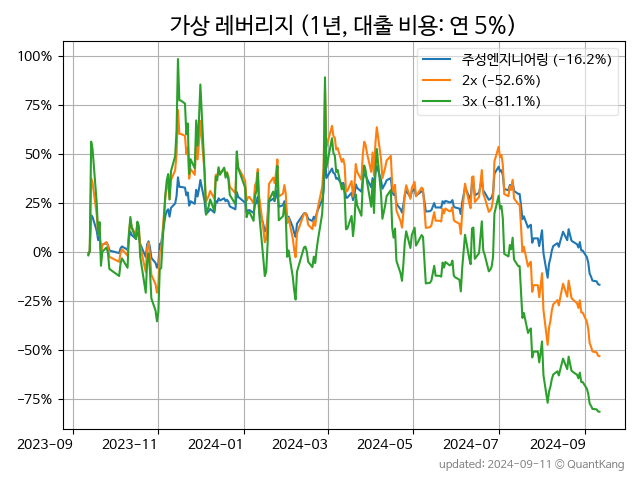 가상 레버리지 (1년, 대출 비용: 연 5%)
주성엔지니어링 (−16.2%)
2x (−52.6%)
3x (−81.1%)
100%
75%
50%
25%
0%
−25%
−50%
−75%
2023-09 2023-11 2024-01 2024-03 2024-05 2024-07 2024-09
updated: 2024-09-11 © QuantKang